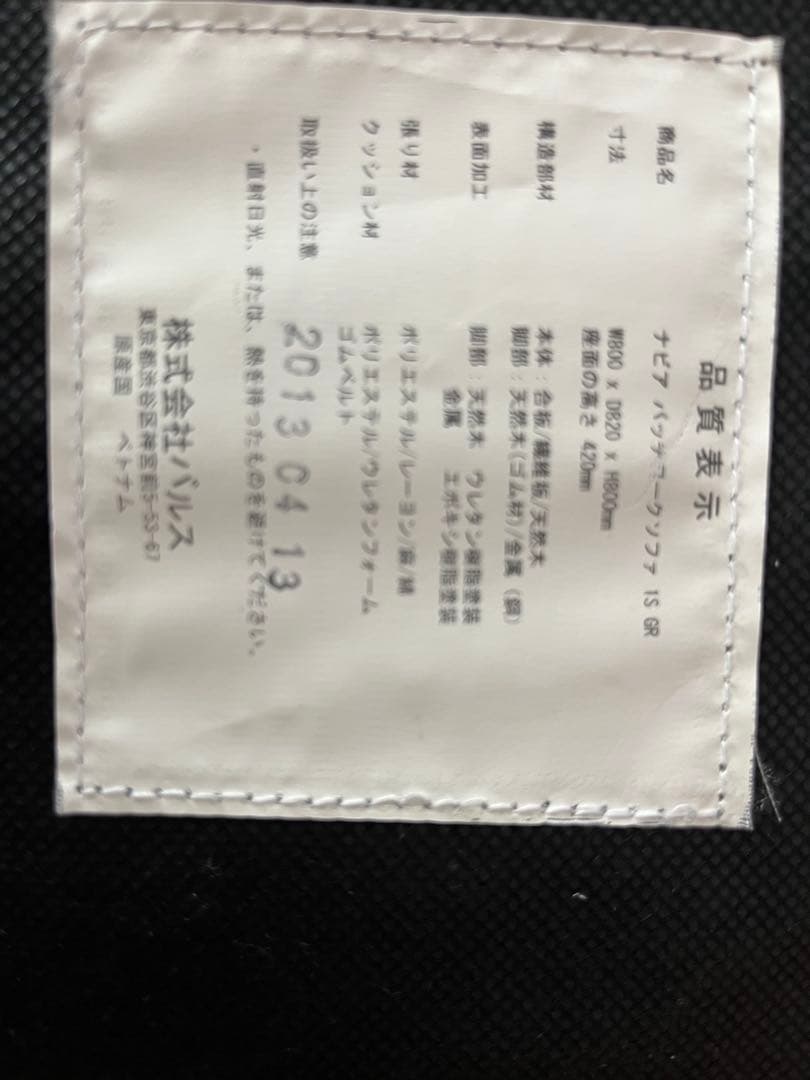 品質表示
商品名 ナビア パッチワークソファ 1S GR
寸法 W800 x D820 x H800mm
座面の高さ 420mm
構造部材 本体：合板/繊維板/天然木
脚部：天然木(ゴム材)/金属（鋼）
表面加工 脚部：天然木 ウレタン樹脂塗装
金属 エポキシ樹脂塗装
張り材 ポリエステル/レーヨン/麻/綿
クッション材 ポリエステル/ウレタンフォーム
ゴムベルト
取扱い上の注意
2013 04 13
・直射日光、または、熱を持ったものを避けてください。
株式会社バルス
東京都渋谷区神宮前5-53-67
原産国 ベトナム